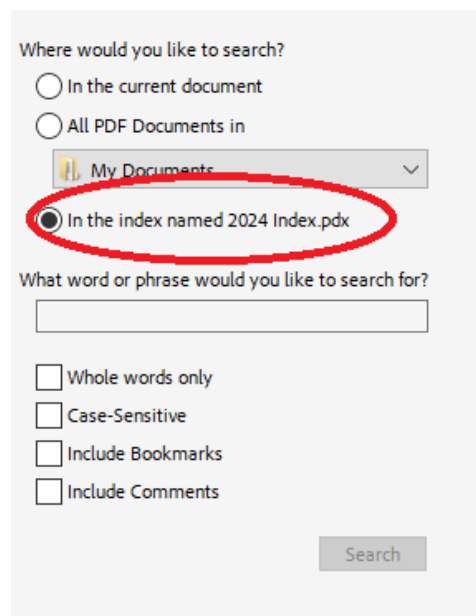 Where would you like to search?
In the current document
All PDF Documents in
My Documents
In the index named 2024 Index.pdx
What word or phrase would you like to search for?
Whole words only
Case-Sensitive
Include Bookmarks
Include Comments
Search